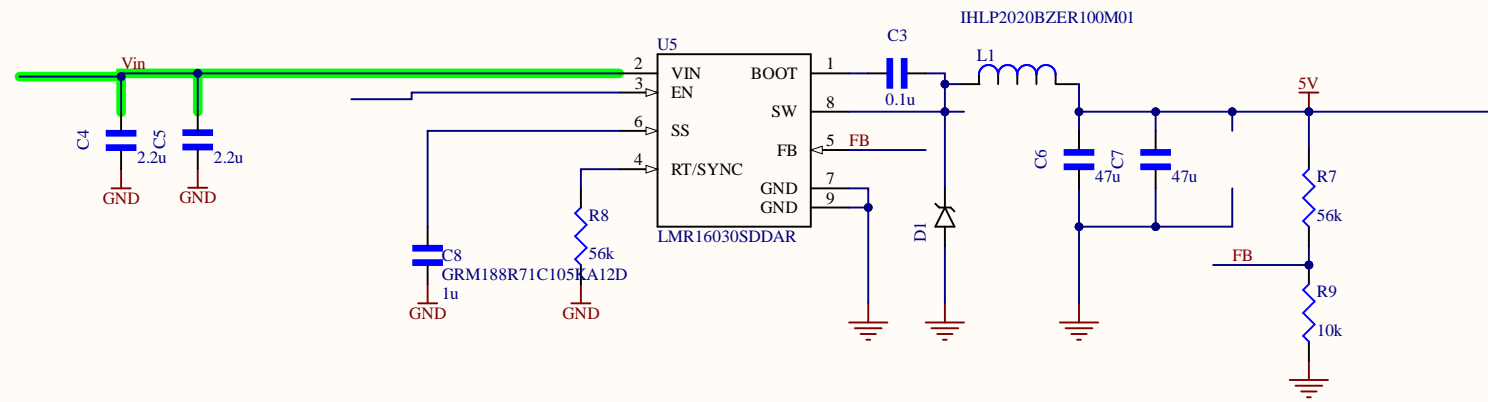 IHLP2020BZER100M01
C3
U5
L1
Vin
2
VIN
BOOT
1
3
EN
0.1u
5V
SW
8
6
SS
C4
2.2u
C5
2.2u
FB
5
FB
C6
47u
C7
47u
4
RT/SYNC
R7
56k
GND
7
GND
9
GND
GND
R8
56k
LMR16030SDDAR
D1
C8
GRM188R71C105KA12D
1u
FB
R9
10k
GND
GND